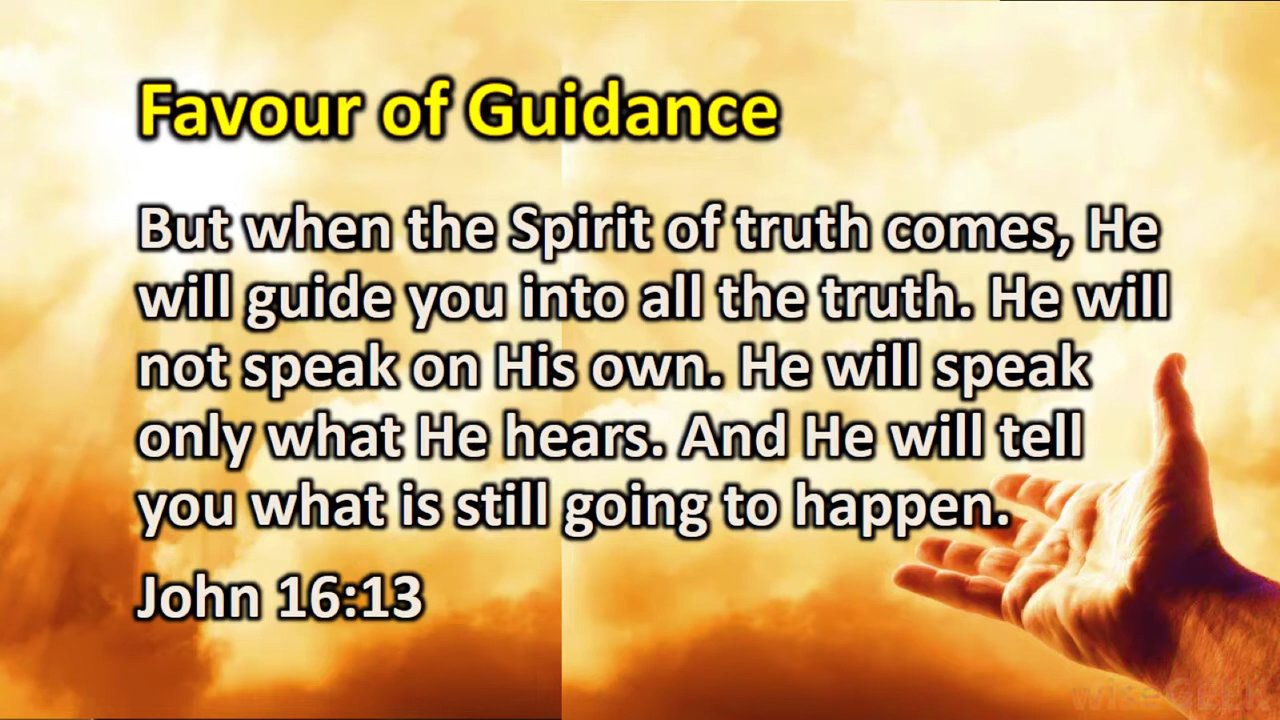 Favour of Guidance
But when the Spirit of truth comes, He
will guide you into all the truth. He will
not speak on His own. He will speak
only what He hears. And He will tell
you what is still going to happen.
John 16:13
wiseGEEK